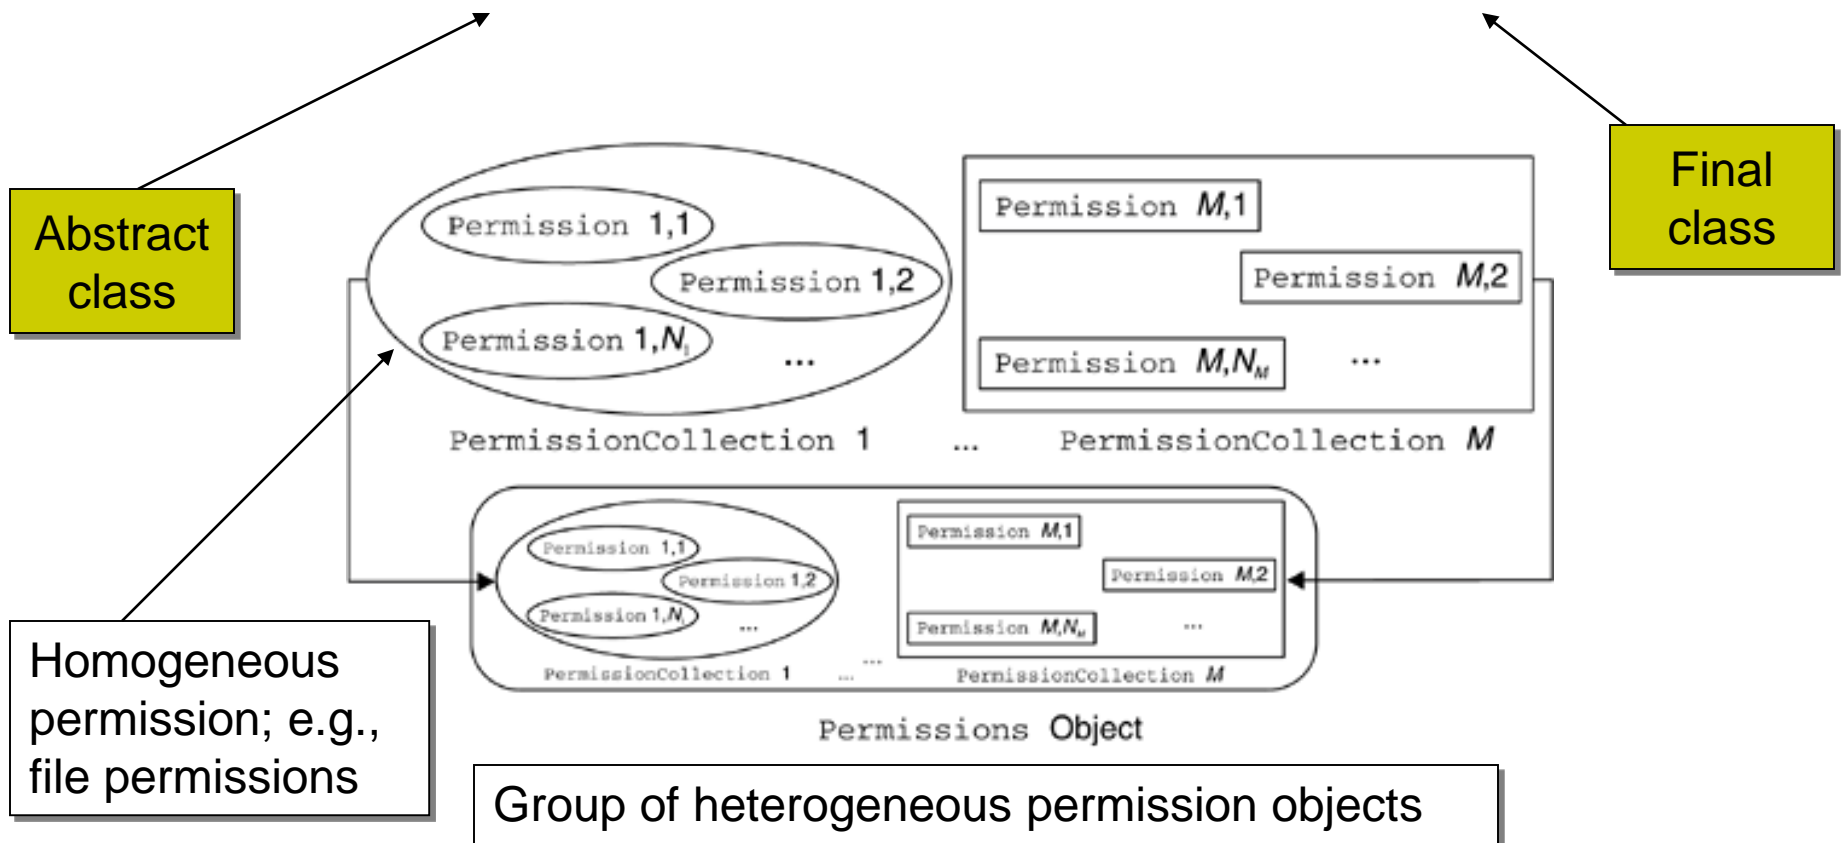 Abstract
class
Final
class
Permission 1,1
Permission 1,2
Permission 1,N₁
...
PermissionCollection 1
...
Permission M,1
Permission M,2
Permission M,Nₘ
...
PermissionCollection M
Permission 1,1
Permission 1,2
Permission 1,N₁
...
PermissionCollection 1
...
...
Permission M,1
Permission M,2
Permission M,Nₘ
...
PermissionCollection M
Permissions Object
Homogeneous
permission; e.g.,
file permissions
Group of heterogeneous permission objects